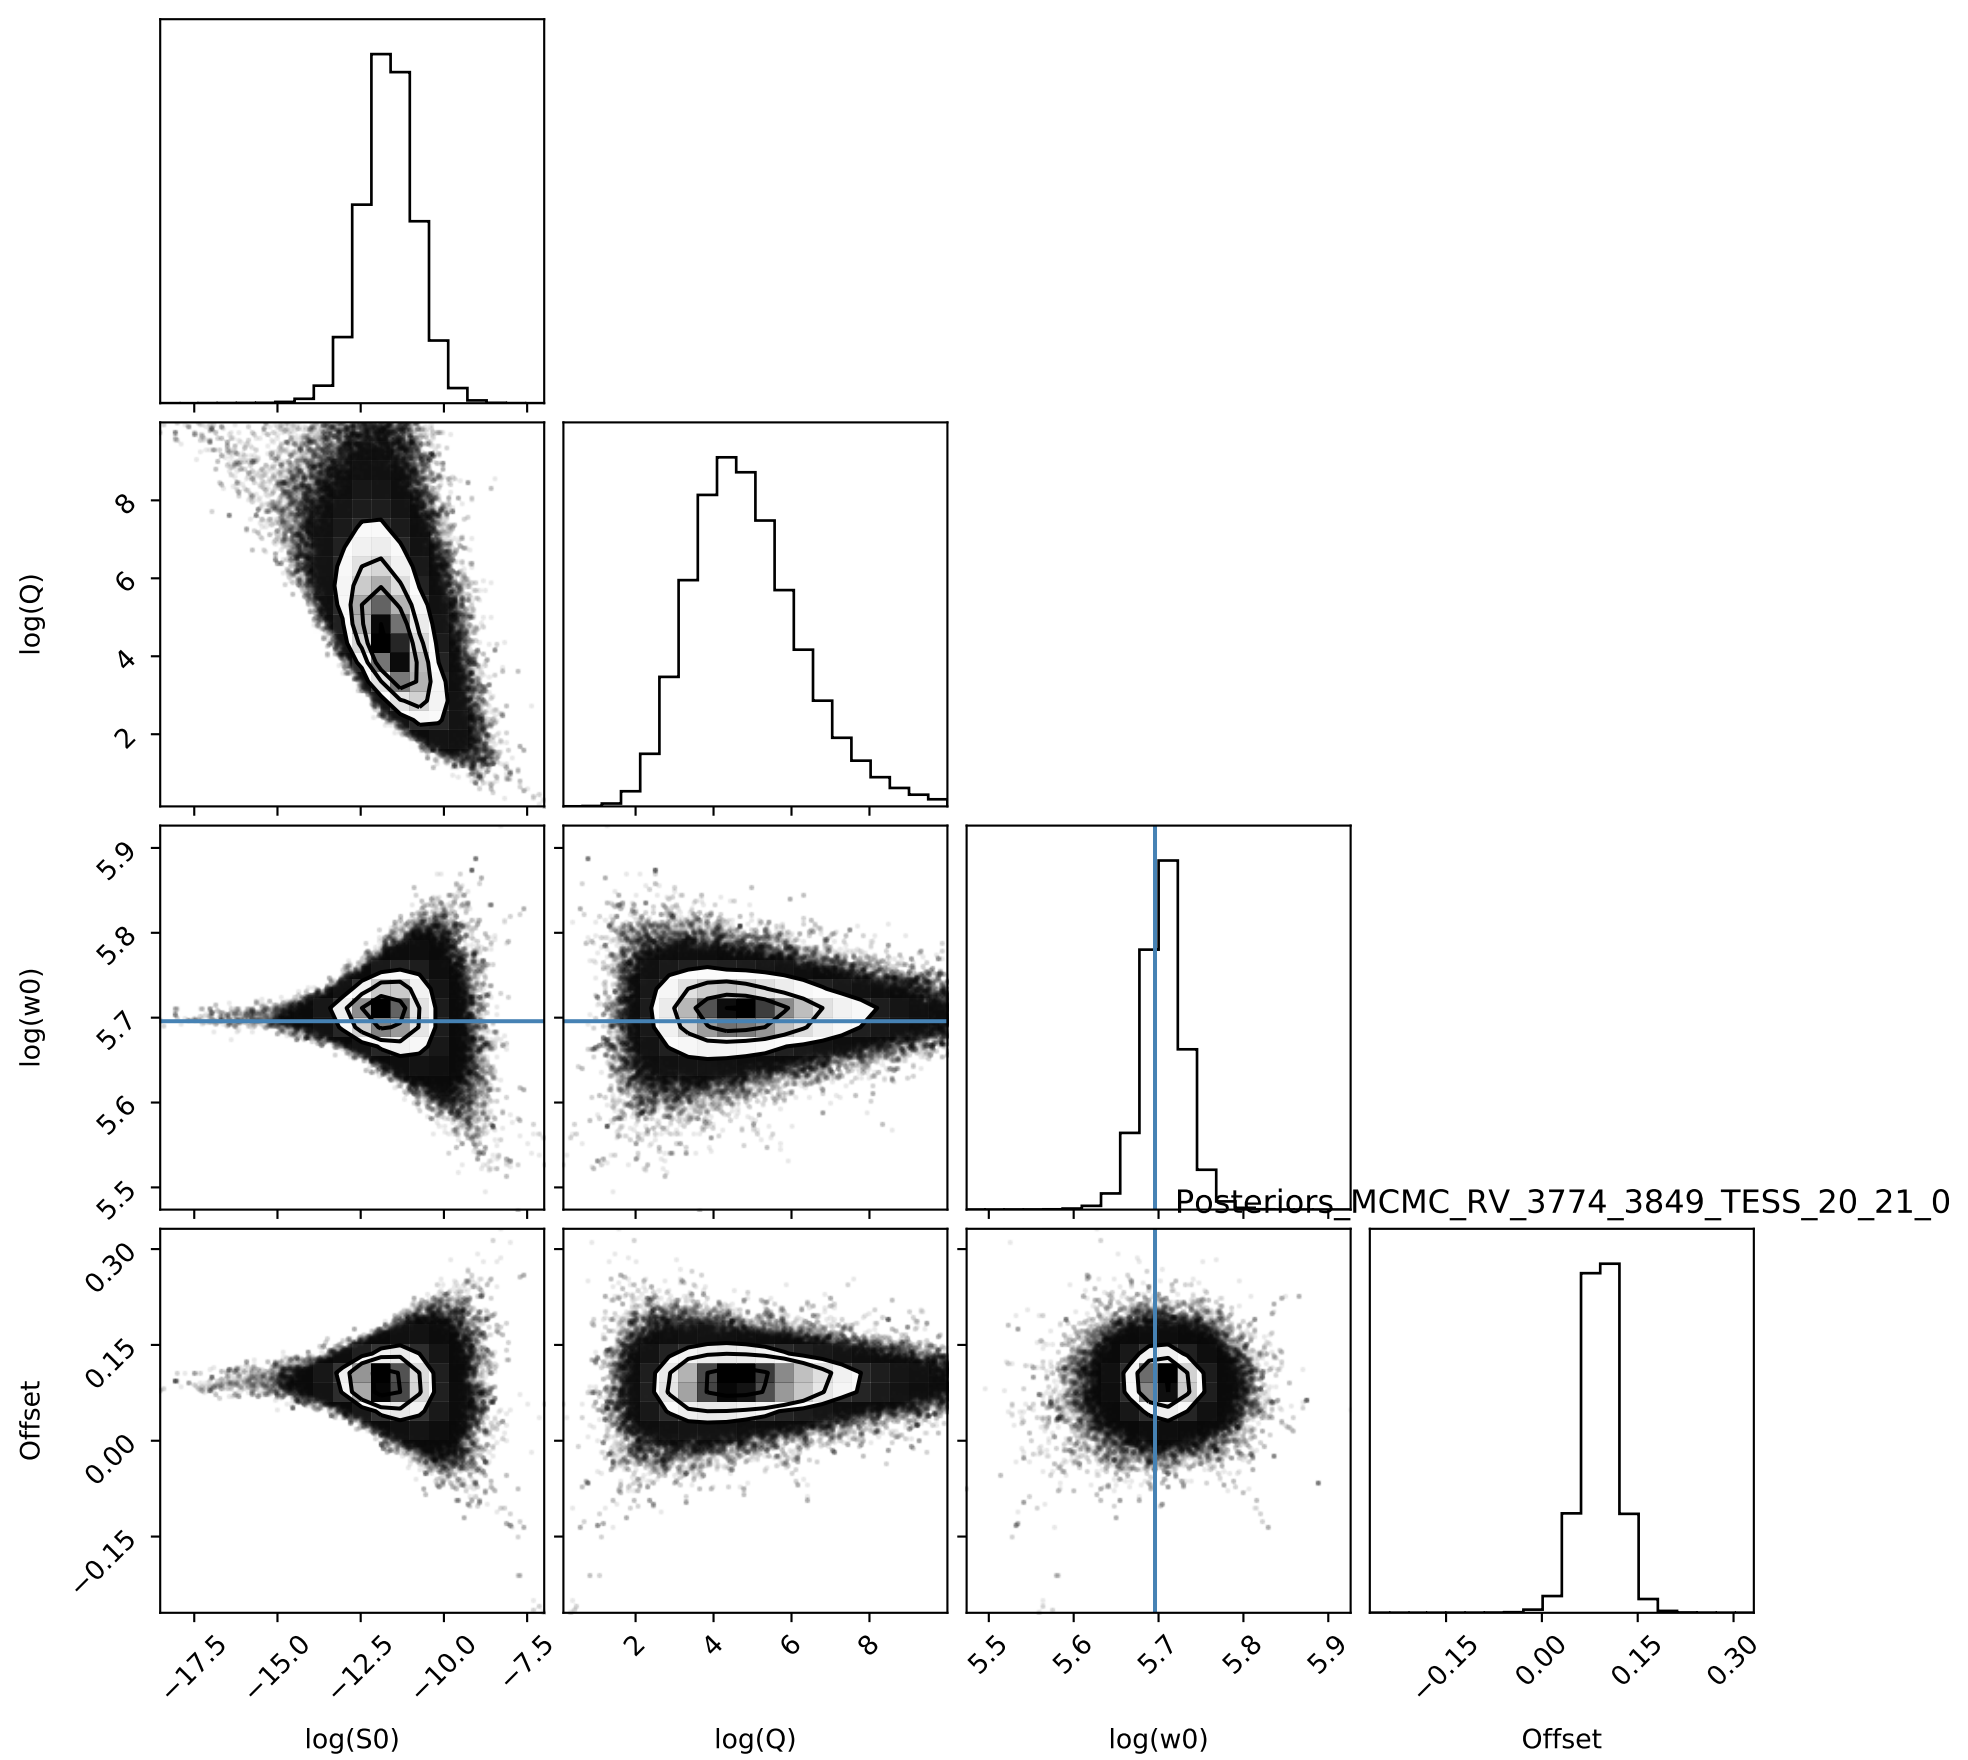 log(Q)
8
6
4
2
log(w0)
5.9
5.8
5.7
5.6
5.5
Posteriors_MCMC_RV_3774_3849_TESS_20_21_0
Offset
0.30
0.15
0.00
−0.15
−17.5 −15.0 −12.5 −10.0 −7.5 2 4 6 8 5.5 5.6 5.7 5.8 5.9 −0.15 0.00 0.15 0.30
log(S0) log(Q) log(w0) Offset